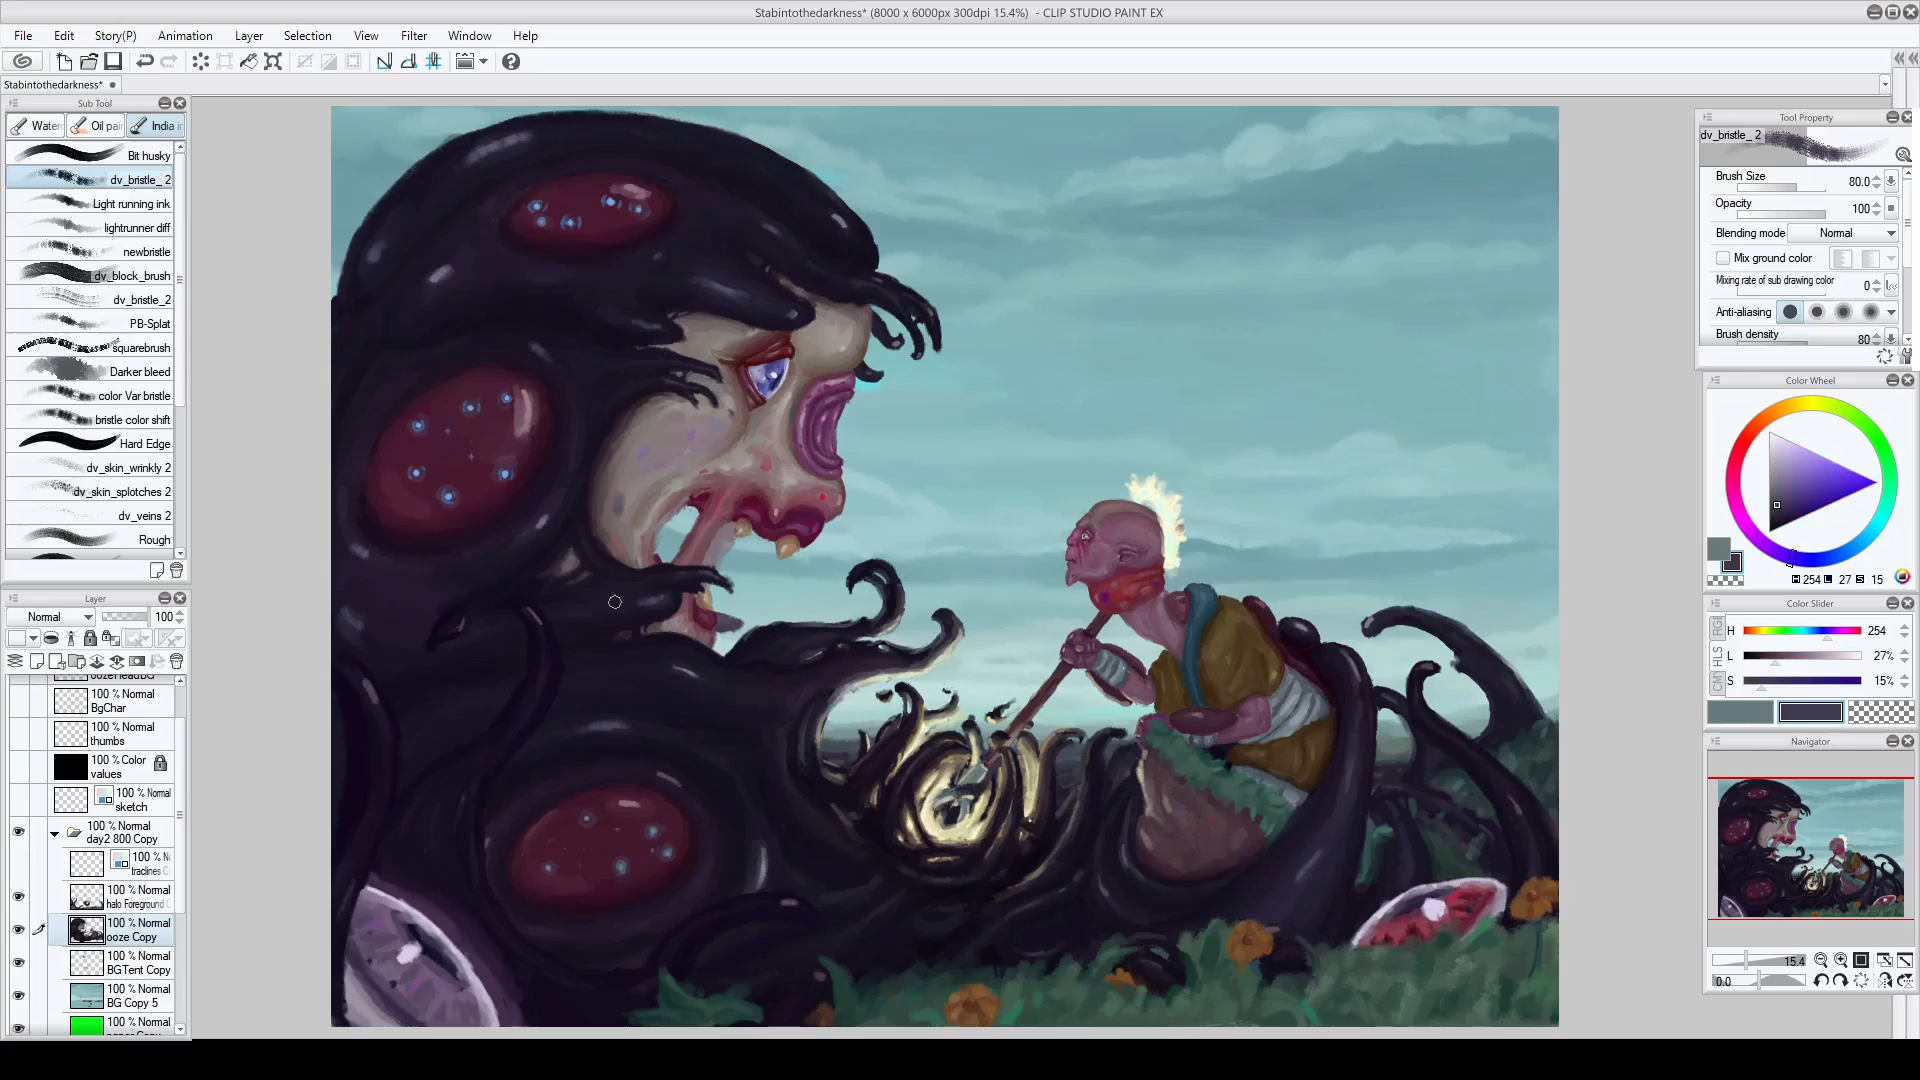 Stabintothedarkness* (8000 x 6000px 300dpi 15.4%) - CLIP STUDIO PAINT EX
File Edit Story(P) Animation Layer Selection View Filter Window Help
Stabintothedarkness*
Sub Tool
Water Oil pai India in
Bit husky
dv_bristle_ 2
Light running ink
lightrunner diff
newbristle
dv_block_brush
dv_bristle_2
PB-Splat
squarebrush
Darker bleed
color Var bristle
bristle color shift
Hard Edge
dv_skin_wrinkly 2
dv_skin_splotches 2
dv_veins 2
Rough
Layer
Normal 100
oozeHeadBG
100 % Normal
BgChar
100 % Normal
thumbs
100 %Color
values
100 % Normal
sketch
100 % Normal
day2 800 Copy
100 % N
traclines C
100 % Normal
halo Foreground C
100 % Normal
ooze Copy
100 % Normal
BGTent Copy
100 % Normal
BG Copy 5
100 % Normal
Tool Property
dv_bristle_ 2
Brush Size 80.0
Opacity 100
Blending mode Normal
Mix ground color
Mixing rate of sub drawing color 0
Anti-aliasing
Brush density 80
Color Wheel
H 254 L 27 S 15
Color Slider
RG
HLS
CM
H 254
L 27%
S 15%
Navigator
15.4
0.0